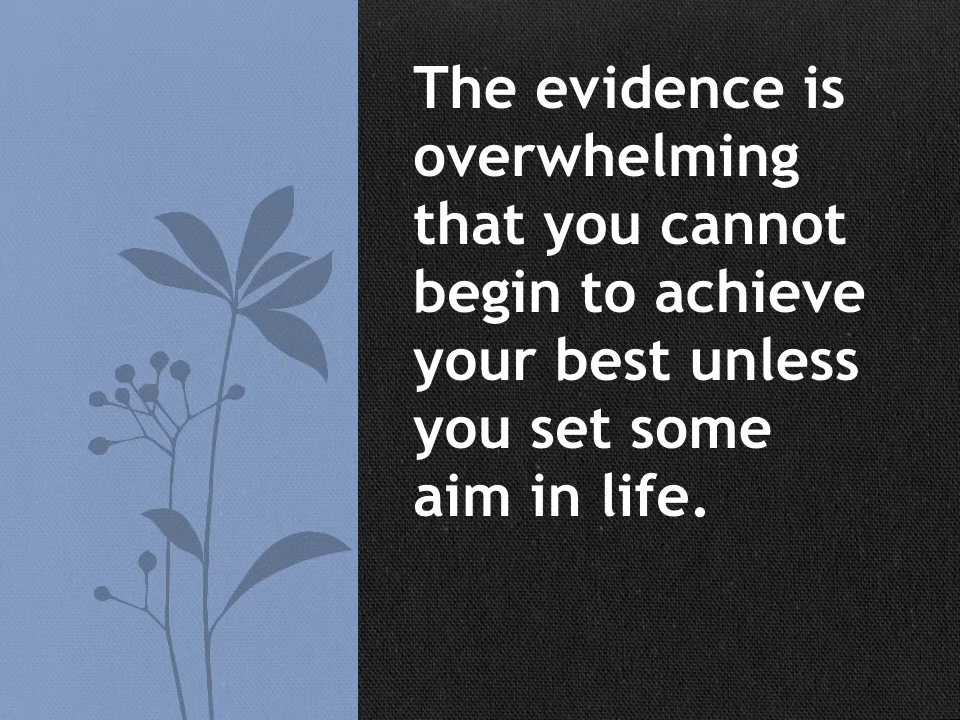 The evidence is
overwhelming
that you cannot
begin to achieve
your best unless
you set some
aim in life.